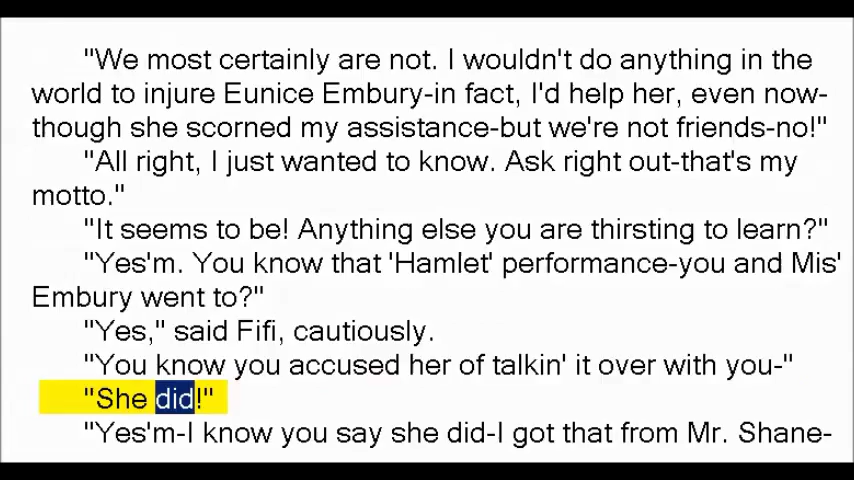 "We most certainly are not. I wouldn't do anything in the
world to injure Eunice Embury-in fact, I'd help her, even now-
though she scorned my assistance-but we're not friends-no!"
"All right, I just wanted to know. Ask right out-that's my
motto."
"It seems to be! Anything else you are thirsting to learn?"
"Yes'm. You know that 'Hamlet' performance-you and Mis'
Embury went to?"
"Yes," said Fifi, cautiously.
"You know you accused her of talkin' it over with you-"
"She did!"
"Yes'm-I know you say she did-I got that from Mr. Shane-